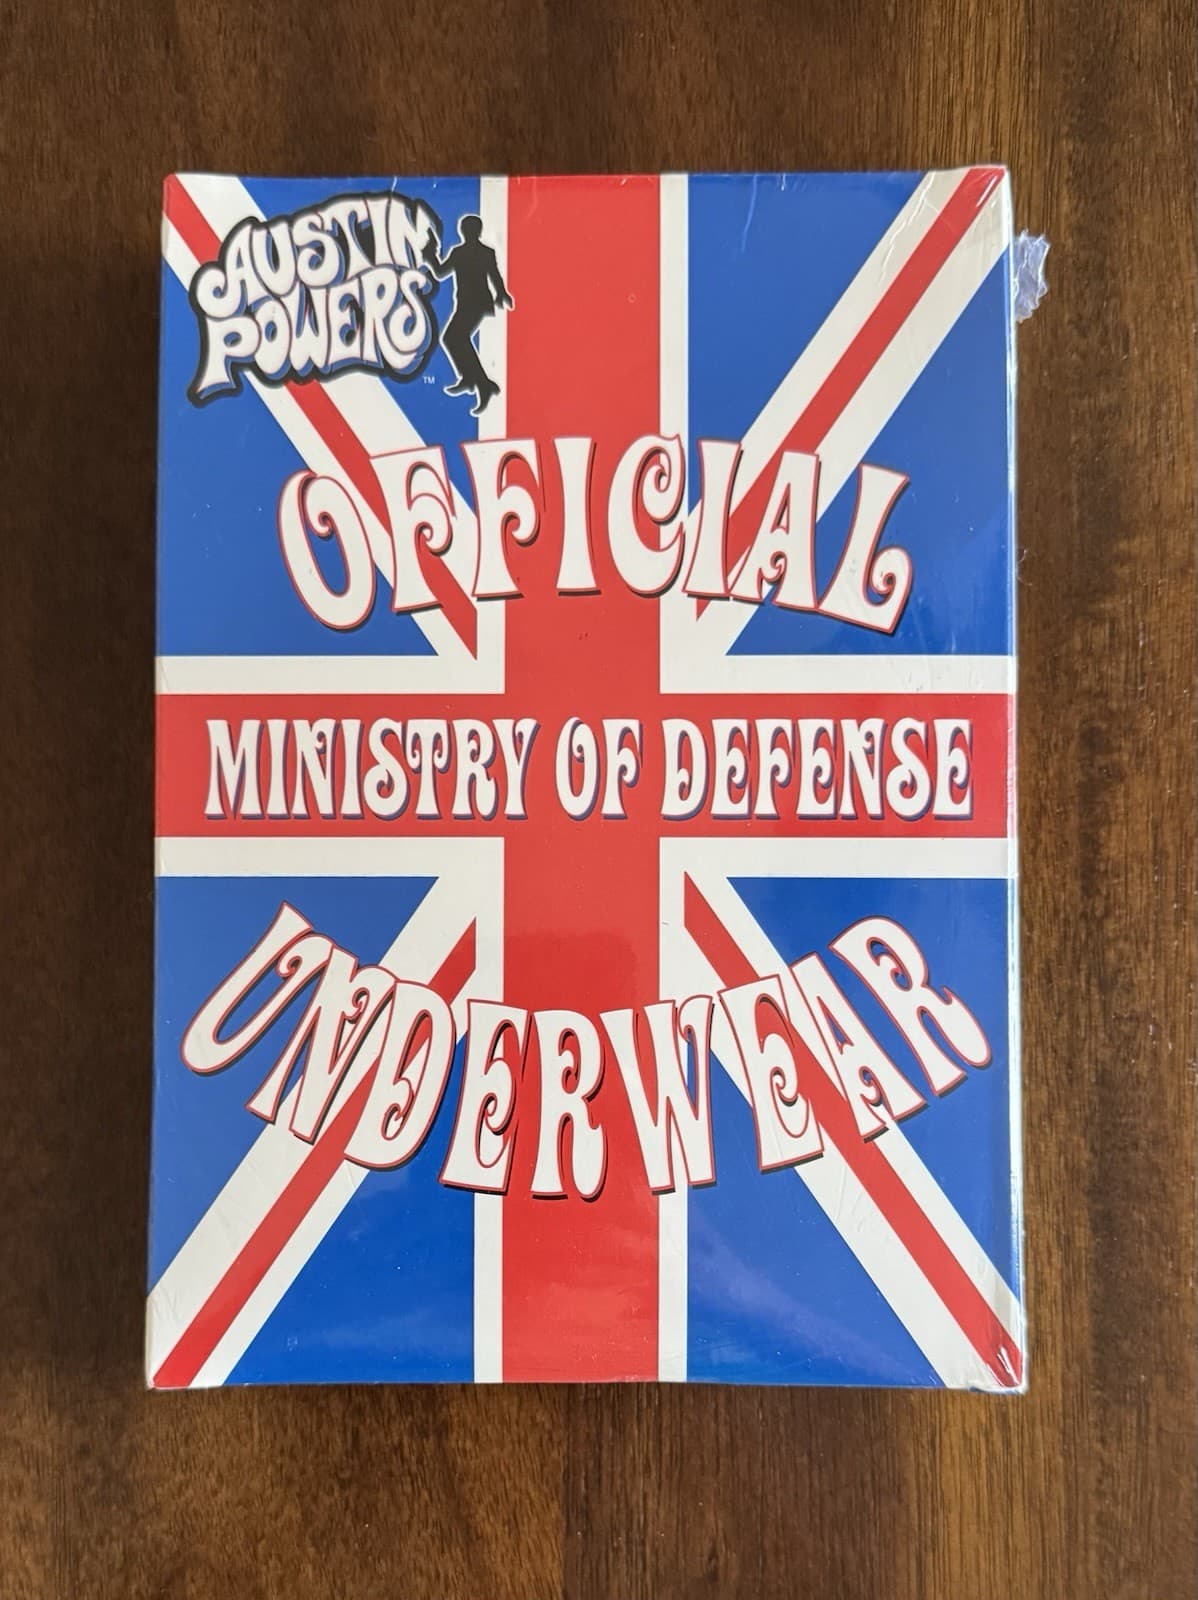 AUSTIN
POWERS
TM
OFFICIAL
MINISTRY OF DEFENSE
UNDERWEAR